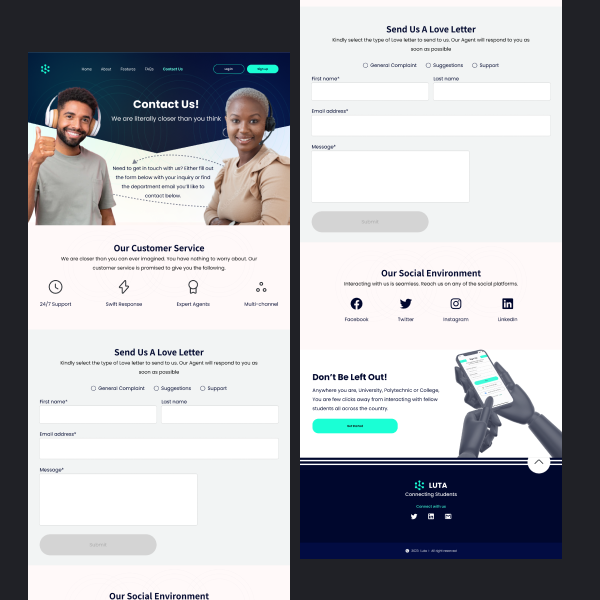 Home About Features FAQs Contact Us Log In Sign up
Contact Us!
We are literally closer than you think
Need to get in touch with us? Either fill out
the form below with your inquiry or find
the department email you'll like to
contact below.
Our Customer Service
We are closer than you can ever imagined. You have nothing to worry about. Our
customer service is promised to give you the following.
24/7 Support Swift Response Expert Agents Multi-channel
Send Us A Love Letter
Kindly select the type of Love letter to send to us. Our Agent will respond to you as
soon as possible
General Complaint Suggestions Support
First name* Last name
Email address*
Message*
Submit
Our Social Environment
Send Us A Love Letter
Kindly select the type of Love letter to send to us. Our Agent will respond to you as
soon as possible
General Complaint Suggestions Support
First name* Last name
Email address*
Message*
Submit
Our Social Environment
Interacting with us is seamless. Reach us on any of the social platforms.
Facebook Twitter Instagram Linkedin
Don't Be Left Out!
Anywhere you are, University, Polytechnic or College,
You are few clicks away from interacting with fellow
students all across the country.
Get Started
LUTA
Connecting Students
Connect with us